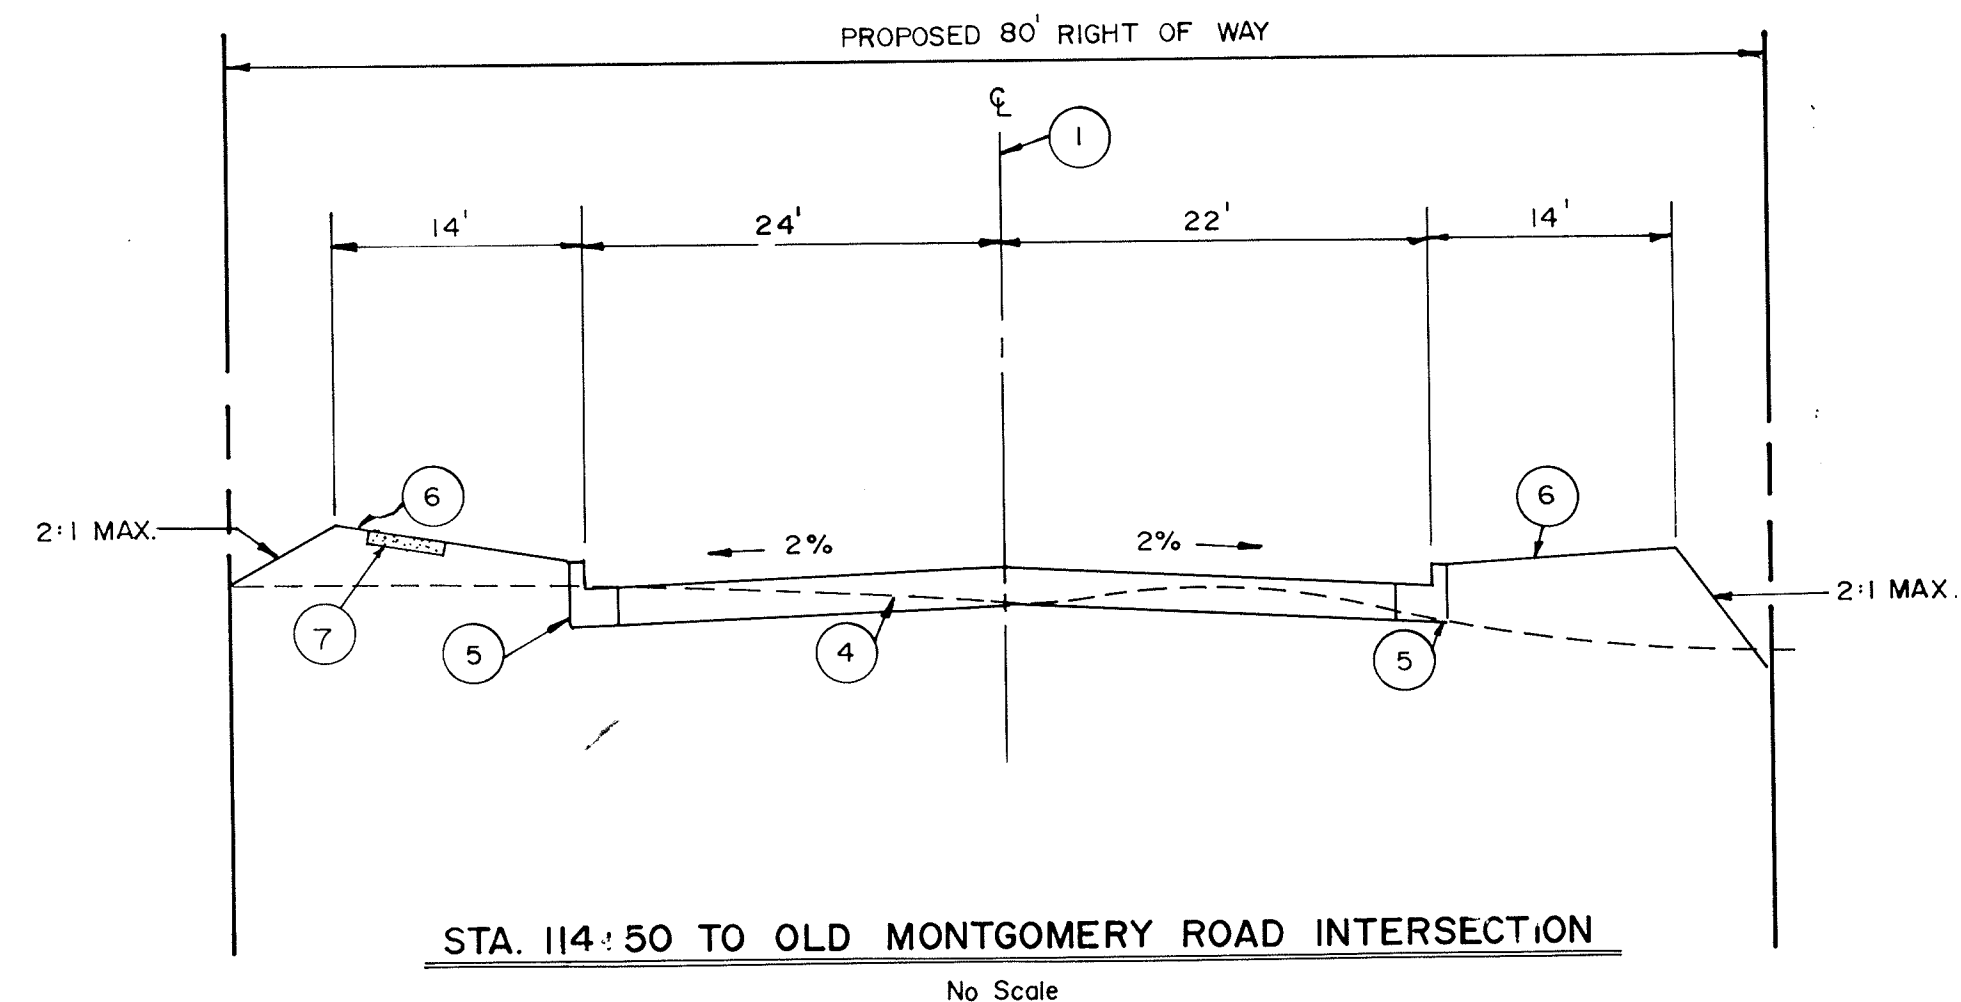 PROPOSED 80' RIGHT OF WAY
℄
1
14'
24'
22'
14'
6
6
2:1 MAX.
2%
2%
2:1 MAX.
7
5
4
5
STA. 114+50 TO OLD MONTGOMERY ROAD INTERSECTION
No Scale